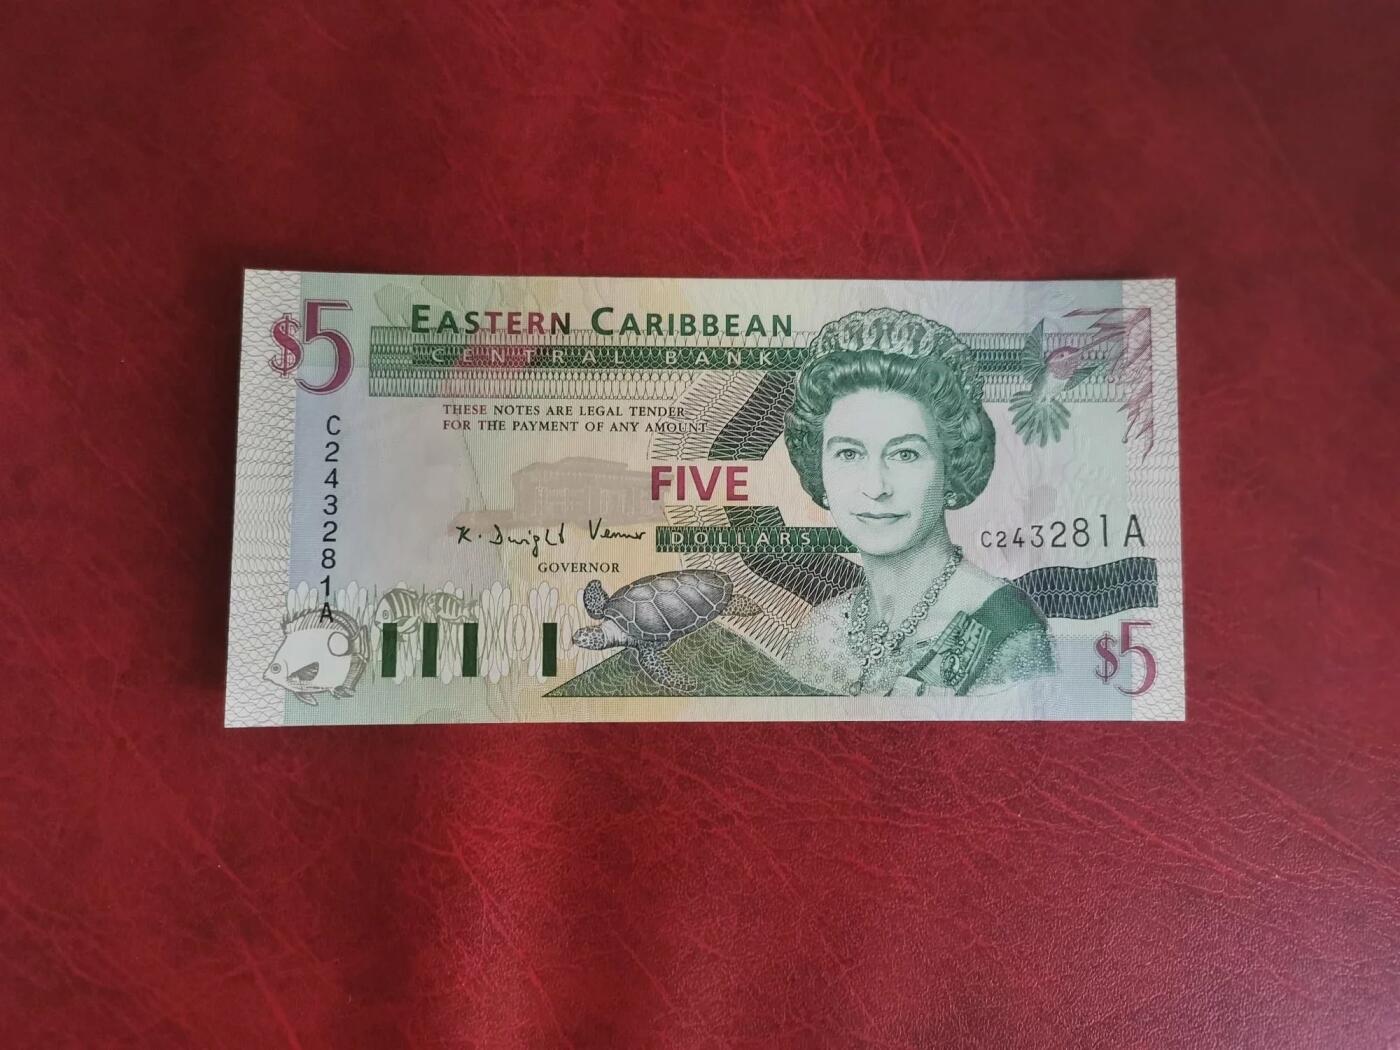 $5
EASTERN CARIBBEAN
CENTRAL BANK
THESE NOTES ARE LEGAL TENDER
FOR THE PAYMENT OF ANY AMOUNT
C243281A
FIVE
DOLLARS
K. Dwight Venner
GOVERNOR
C243281A
$5